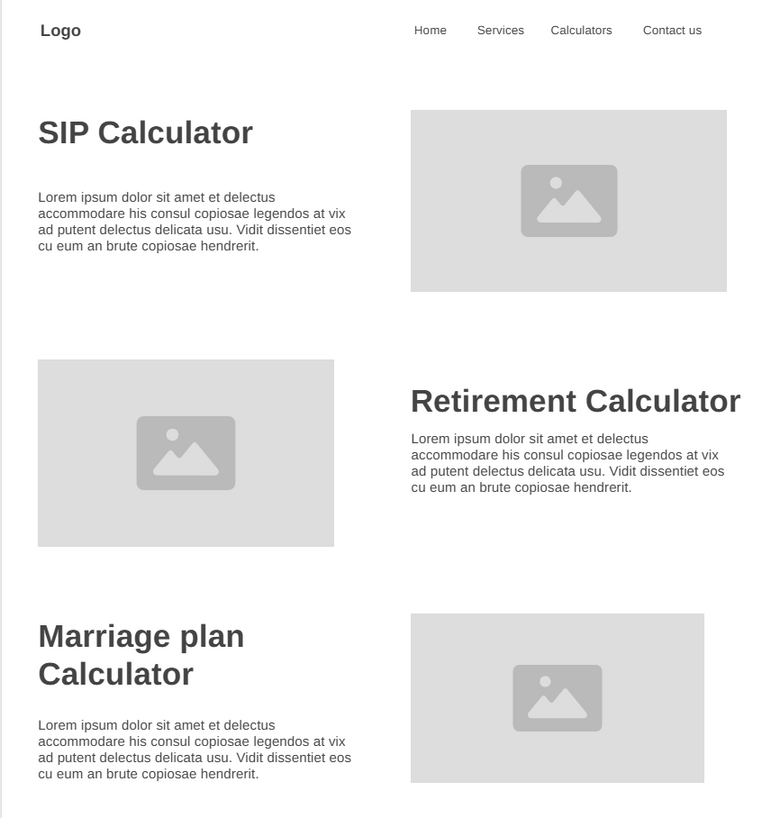 Logo
Home Services Calculators Contact us
SIP Calculator
Lorem ipsum dolor sit amet et delectus
accommodare his consul copiosae legendos at vix
ad putent delectus delicata usu. Vidit dissentiet eos
cu eum an brute copiosae hendrerit.
Retirement Calculator
Lorem ipsum dolor sit amet et delectus
accommodare his consul copiosae legendos at vix
ad putent delectus delicata usu. Vidit dissentiet eos
cu eum an brute copiosae hendrerit.
Marriage plan
Calculator
Lorem ipsum dolor sit amet et delectus
accommodare his consul copiosae legendos at vix
ad putent delectus delicata usu. Vidit dissentiet eos
cu eum an brute copiosae hendrerit.